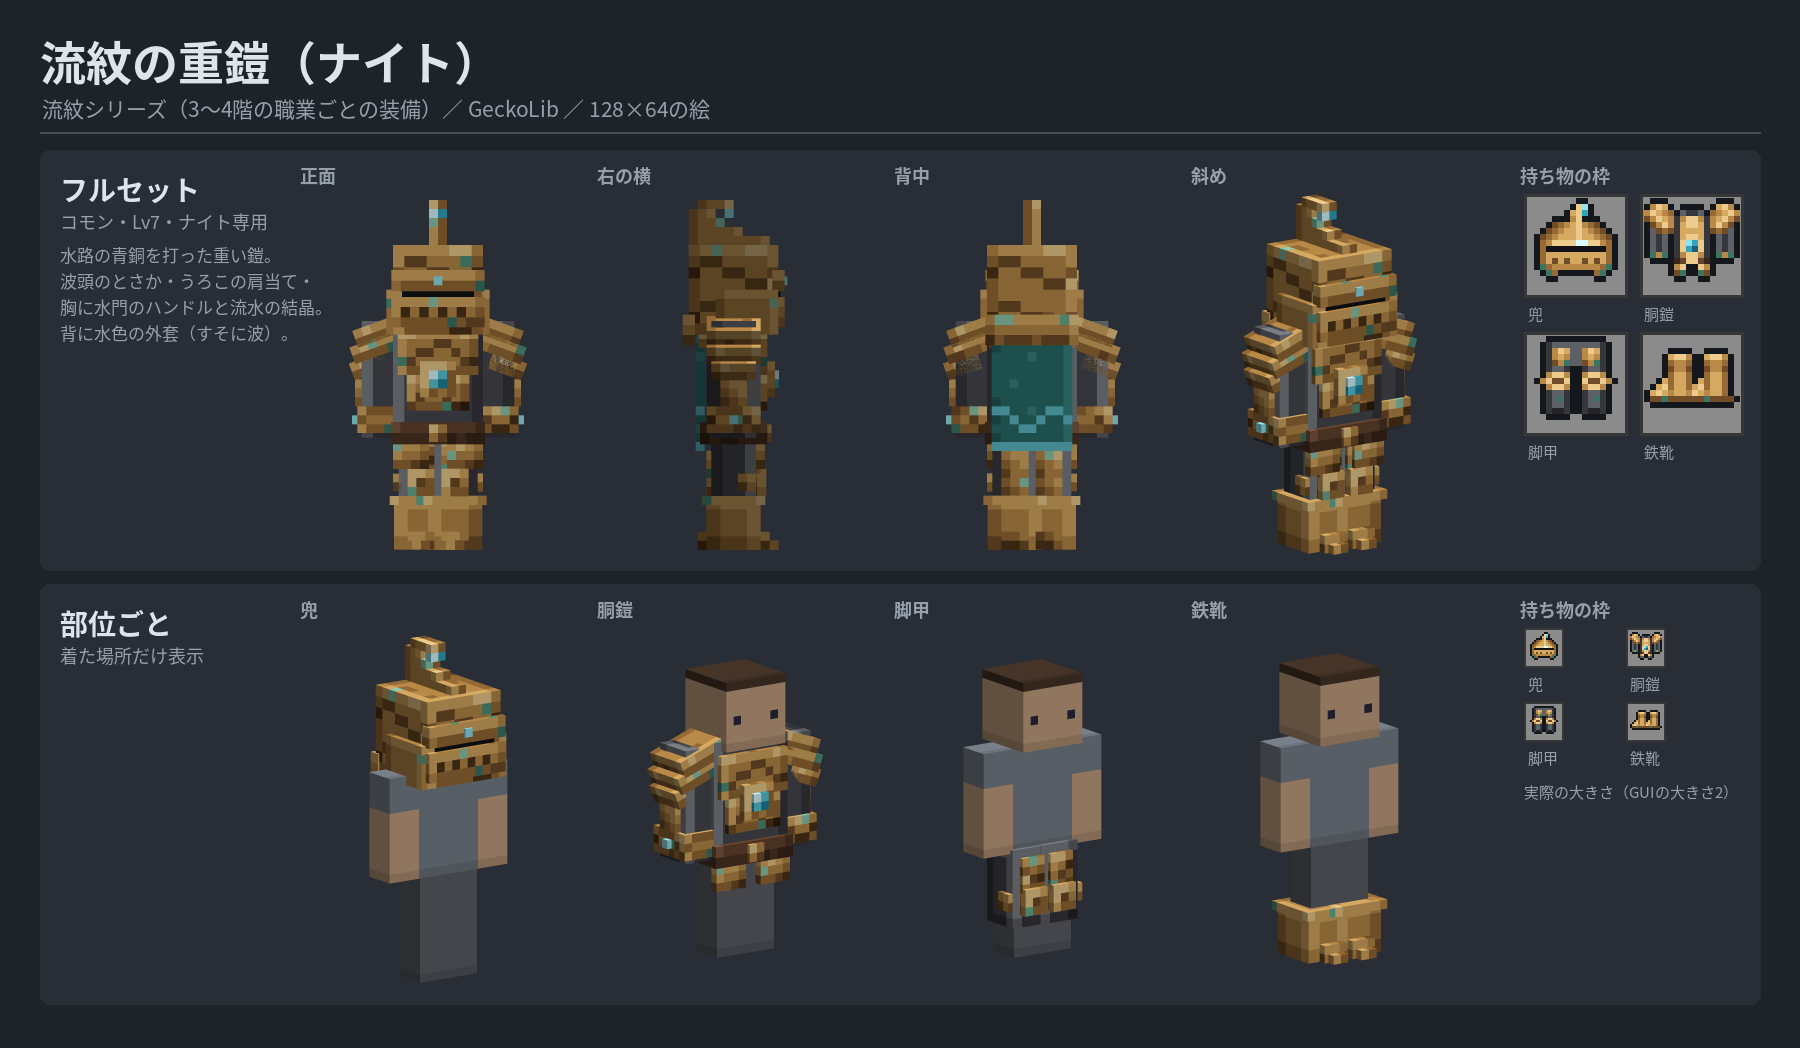 流紋の重鎧（ナイト）
流紋シリーズ（3〜4階の職業ごとの装備）／ GeckoLib ／ 128×64の絵
フルセット
コモン・Lv7・ナイト専用
水路の青銅を打った重い鎧。
波頭のとさか・うろこの肩当て・
胸に水門のハンドルと流水の結晶。
背に水色の外套（すそに波）。
正面
右の横
背中
斜め
持ち物の枠
兜
胴鎧
脚甲
鉄靴
部位ごと
着た場所だけ表示
兜
胴鎧
脚甲
鉄靴
持ち物の枠
兜
胴鎧
脚甲
鉄靴
実際の大きさ（GUIの大きさ2）